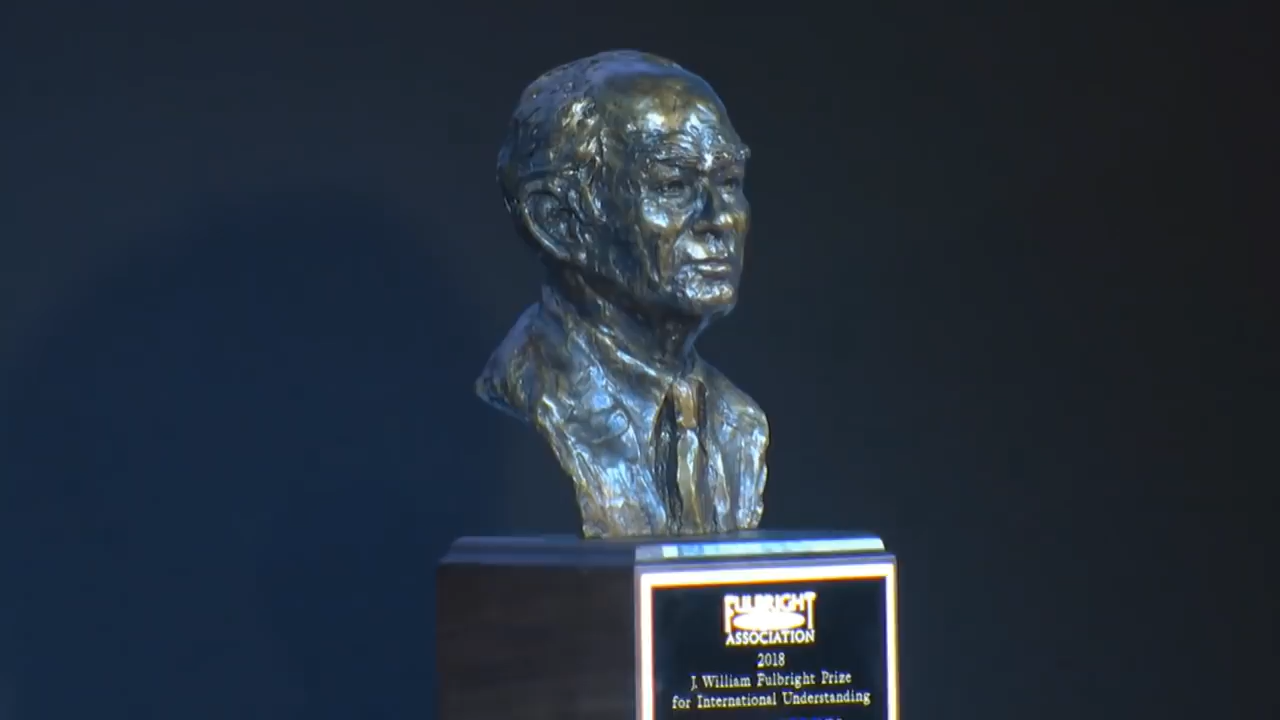 FULBRIGHT
ASSOCIATION
2018
J. William Fulbright Prize
for International Understanding